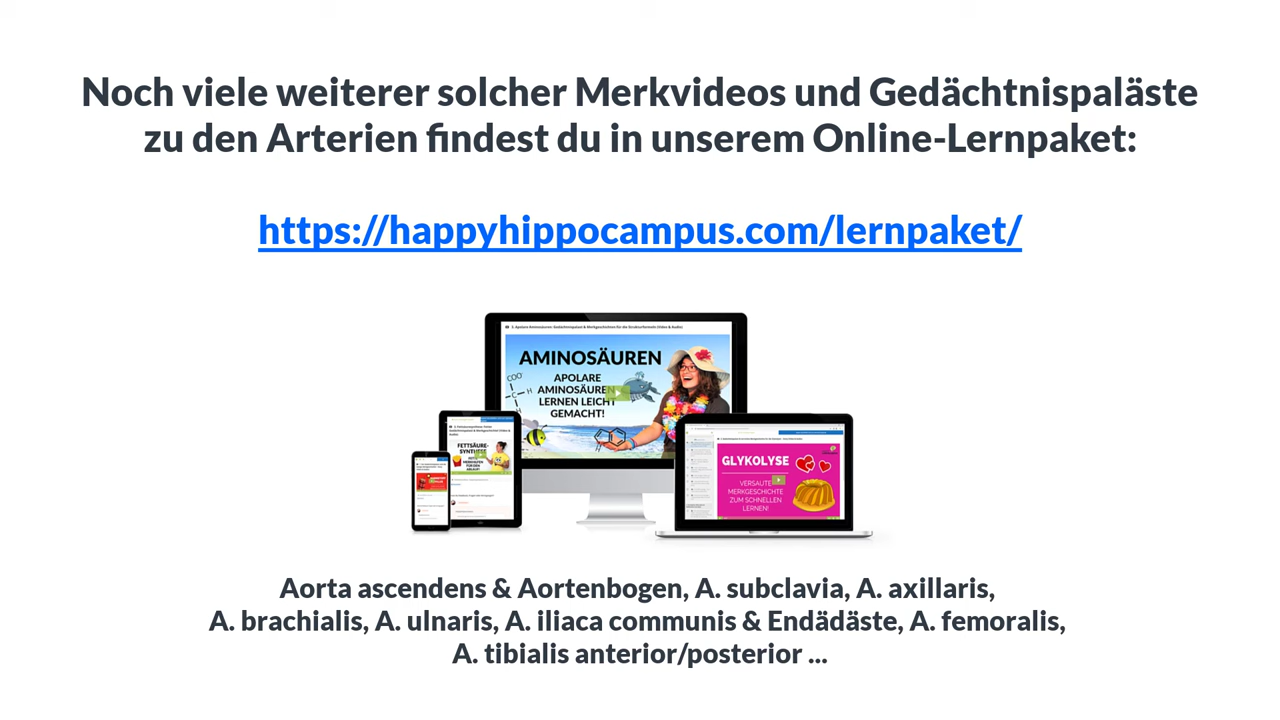 Noch viele weiterer solcher Merkvideos und Gedächtnispaläste
zu den Arterien findest du in unserem Online-Lernpaket:
https://happyhippocampus.com/lernpaket/
AMINOSÄUREN
APOLARE
AMINOSÄUREN
LERNEN LEICHT
GEMACHT!
COO⁻
C
H
H
FETTSÄURE-
GLYKOLYSE
VERSAUTE
MERKGESCHICHTE
ZUM SCHNELLEN
LERNEN!
Aorta ascendens & Aortenbogen, A. subclavia, A. axillaris,
A. brachialis, A. ulnaris, A. iliaca communis & Endädäste, A. femoralis,
A. tibialis anterior/posterior ...